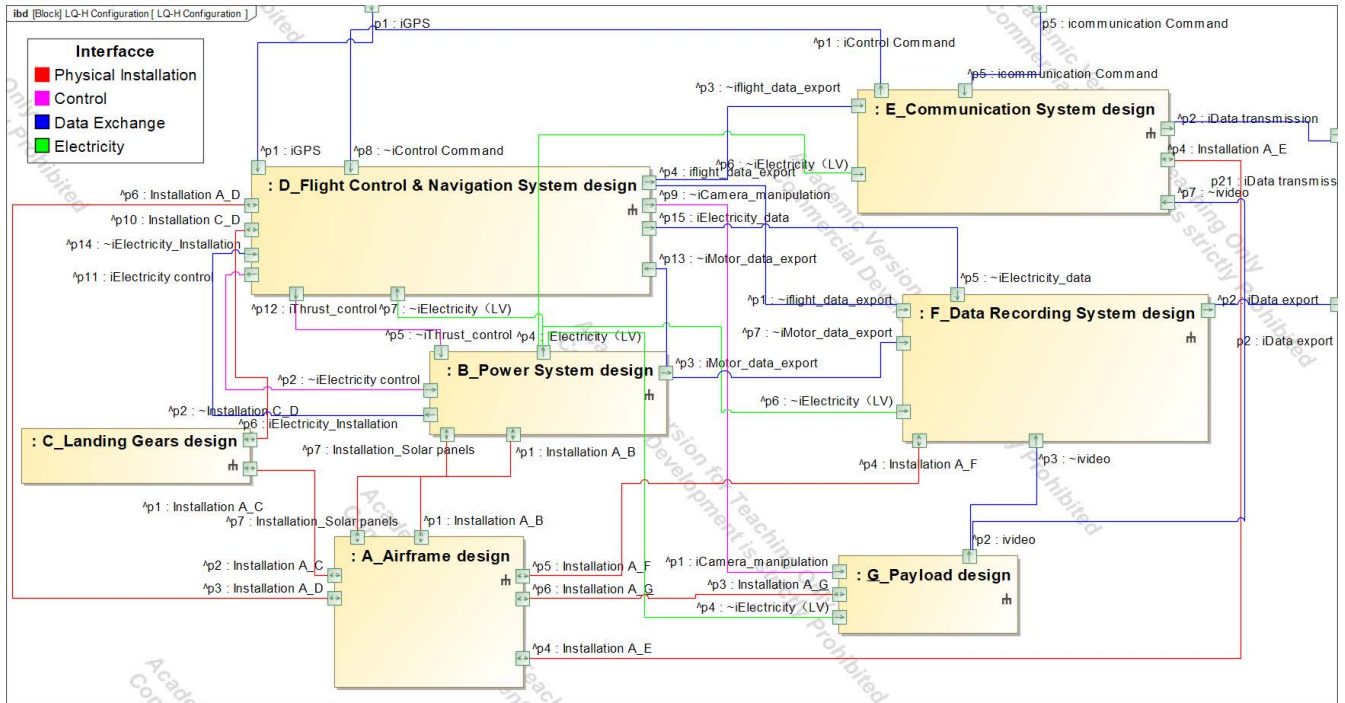 ibd [Block] LQ-H Configuration [ LQ-H Configuration ]
Interfacce
Physical Installation
Control
Data Exchange
Electricity
p1 : iGPS
p5 : icommunication Command
^p1 : iControl Command
^p5 : icommunication Command
^p3 : ~iflight_data_export
: E_Communication System design
^p2 : iData transmission
^p4 : Installation A_E
p21 : iData transmiss
^p7 : ~ivideo
^p6 : ~iElectricity（LV)
^p1 : iGPS
^p8 : ~iControl Command
: D_Flight Control & Navigation System design
^p4 : iflight_data_export
^p9 : ~iCamera_manipulation
^p15 : iElectricity_data
^p13 : ~iMotor_data_export
^p6 : Installation A_D
^p10 : Installation C_D
^p14 : ~iElectricity_Installation
^p11 : iElectricity control
^p12 : iThrust_control
^p7 : ~iElectricity（LV)
^p5 : ~iThrust_control
^p4 : Electricity（LV)
^p5 : ~iElectricity_data
^p1 : ~iflight_data_export
^p7 : ~iMotor_data_export
: F_Data Recording System design
^p2 : iData export
p2 : iData export
^p6 : ~iElectricity（LV)
^p4 : Installation A_F
^p3 : ~ivideo
: B_Power System design
^p3 : iMotor_data_export
^p2 : ~iElectricity control
^p2 : ~Installation C_D
^p6 : iElectricity_Installation
^p7 : Installation_Solar panels
^p1 : Installation A_B
: C_Landing Gears design
^p1 : Installation A_C
^p7 : Installation_Solar panels
^p1 : Installation A_B
: A_Airframe design
^p2 : Installation A_C
^p3 : Installation A_D
^p5 : Installation A_F
^p6 : Installation A_G
^p4 : Installation A_E
^p2 : ivideo
^p1 : iCamera_manipulation
^p3 : Installation A_G
^p4 : ~iElectricity（LV)
: G_Payload design